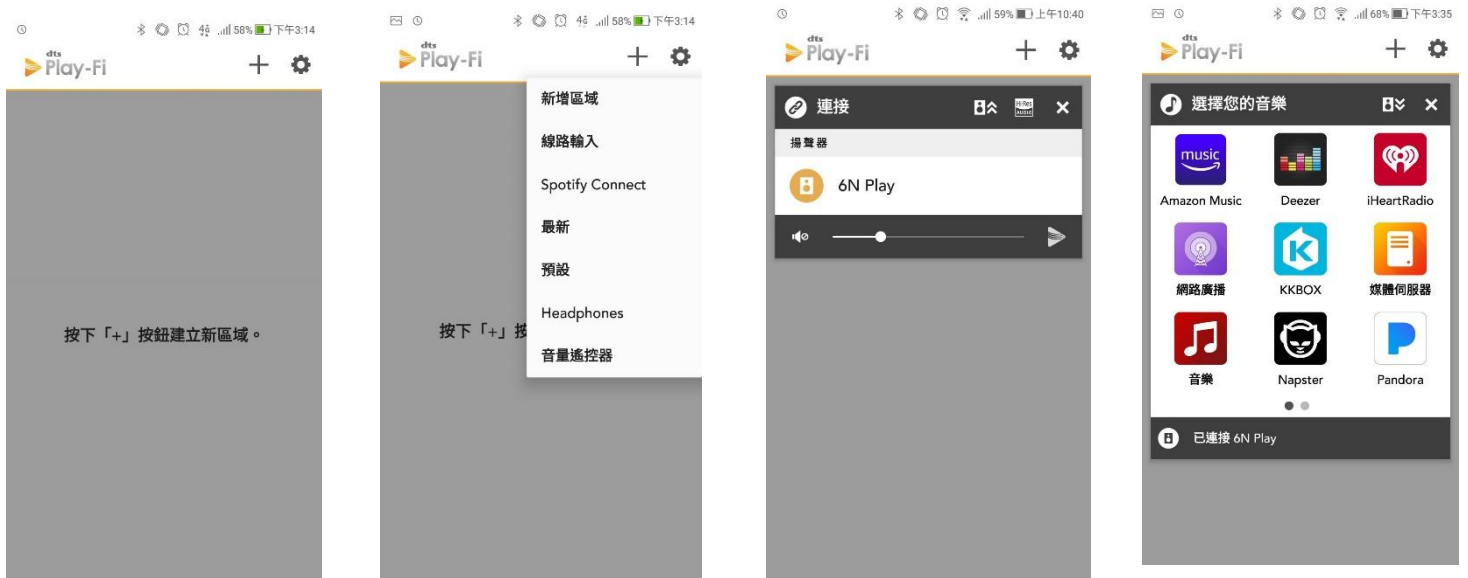 58% 下午3:14
dts
Play-Fi
按下「+」按鈕建立新區域。
58% 下午3:14
dts
Play-Fi
新增區域
線路輸入
Spotify Connect
最新
預設
Headphones
音量遙控器
按下「+」按
59% 上午10:40
dts
Play-Fi
連接
Hi-Res
AUDIO
揚聲器
6N Play
68% 下午3:35
dts
Play-Fi
選擇您的音樂
music
Amazon Music
Deezer
iHeartRadio
網路廣播
KKBOX
媒體伺服器
音樂
Napster
Pandora
已連接 6N Play